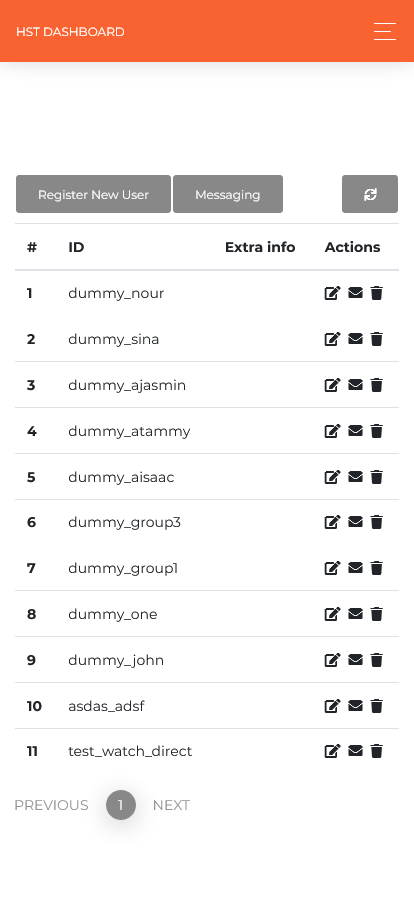 HST DASHBOARD
Register New User Messaging
# ID Extra info Actions
1 dummy_nour
2 dummy_sina
3 dummy_ajasmin
4 dummy_atammy
5 dummy_aisaac
6 dummy_group3
7 dummy_group1
8 dummy_one
9 dummy_john
10 asdas_adsf
11 test_watch_direct
PREVIOUS 1 NEXT